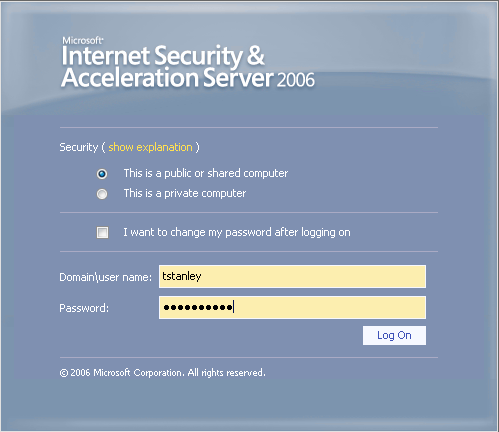 Microsoft®
Internet Security &
Acceleration Server 2006
Security ( show explanation )
This is a public or shared computer
This is a private computer
I want to change my password after logging on
Domain\user name: tstanley
Password: ●●●●●●●●●●
Log On
© 2006 Microsoft Corporation. All rights reserved.